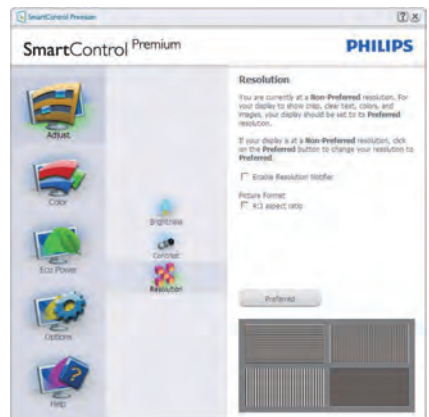 SmartControl Premium
SmartControl Premium
PHILIPS
Adjust
Color
Eco Power
Options
Help
Brightness
Contrast
Resolution
Resolution
You are currently at a Non-Preferred resolution. For
your display to show crisp, clear text, colors, and
images, your display should be set to its Preferred
resolution.
If your display is at a Non-Preferred resolution, click
on the Preferred button to change your resolution to
Preferred.
Enable Resolution Notifier
Picture Format
4:3 aspect ratio
Preferred